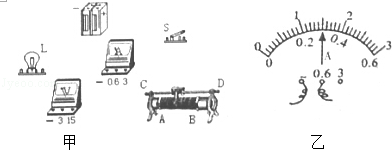 - +
S
L
A
- 0.6 3
C D
V
- 3 15
A B
甲
0 1 2 3
0 0.2 0.4 0.6
A
- 0.6 3
乙